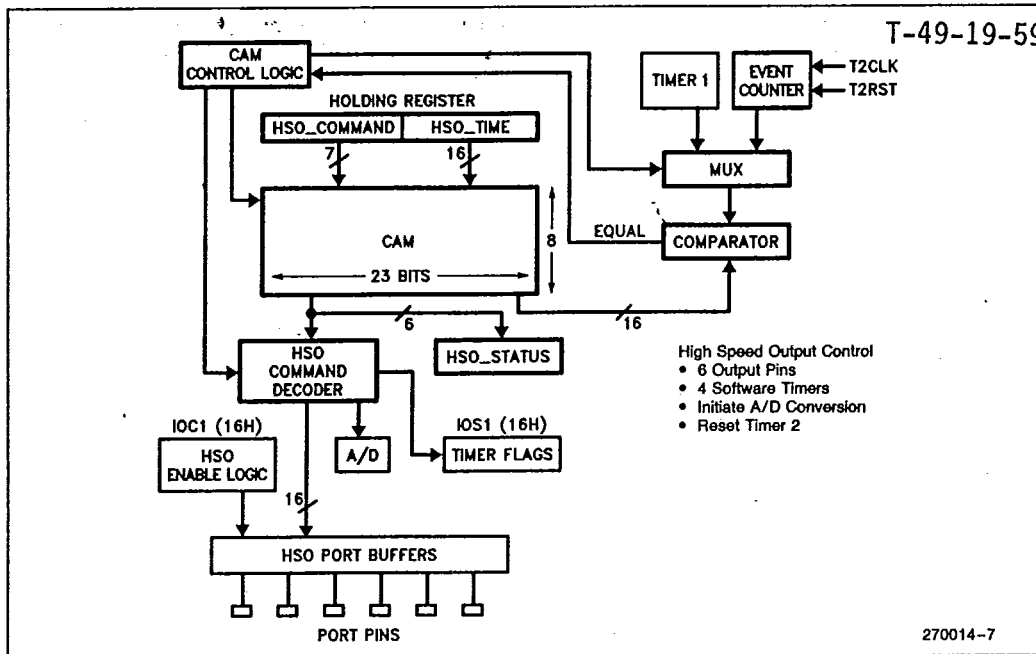 T-49-19-59
CAM
CONTROL LOGIC
TIMER 1
EVENT
COUNTER
T2CLK
T2RST
HOLDING REGISTER
HSO_COMMAND
HSO_TIME
7
16
MUX
CAM
8
23 BITS
EQUAL
COMPARATOR
6
16
HSO
COMMAND
DECODER
HSO_STATUS
High Speed Output Control
• 6 Output Pins
• 4 Software Timers
• Initiate A/D Conversion
• Reset Timer 2
IOC1 (16H)
HSO
ENABLE LOGIC
A/D
IOS1 (16H)
TIMER FLAGS
16
HSO PORT BUFFERS
PORT PINS
270014-7